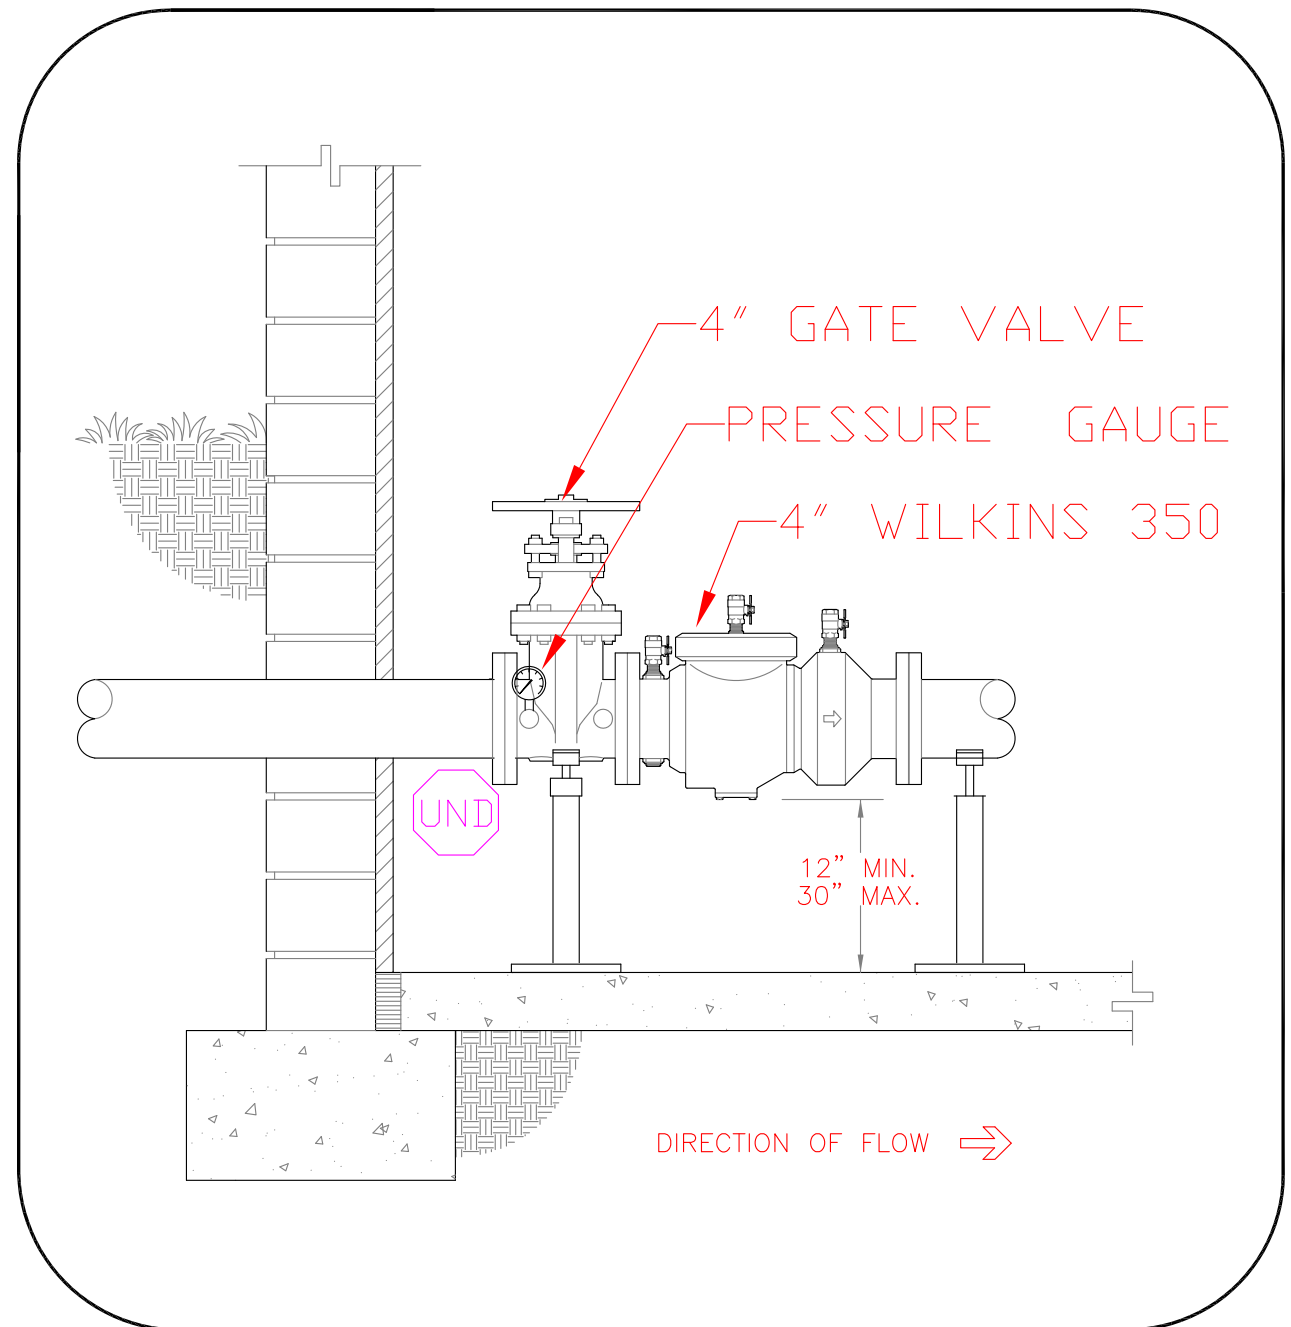 4" GATE VALVE
PRESSURE GAUGE
4" WILKINS 350
UND
12" MIN.
30" MAX.
DIRECTION OF FLOW